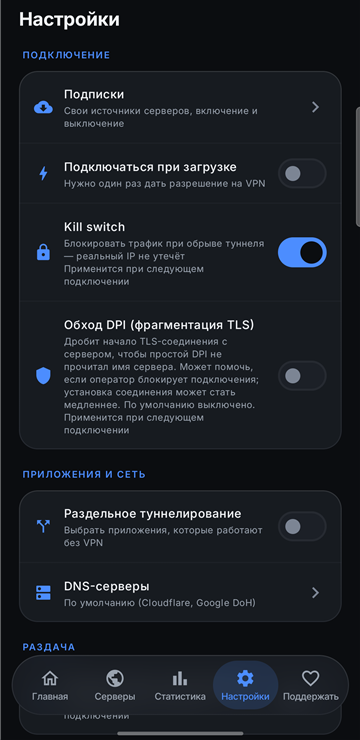 Настройки
ПОДКЛЮЧЕНИЕ
Подписки
Свои источники серверов, включение и
выключение
Подключаться при загрузке
Нужно один раз дать разрешение на VPN
Kill switch
Блокировать трафик при обрыве туннеля
— реальный IP не утечёт
Применится при следующем
подключении
Обход DPI (фрагментация TLS)
Дробит начало TLS-соединения с
сервером, чтобы простой DPI не
прочитал имя сервера. Может помочь,
если оператор блокирует подключения;
установка соединения может стать
медленнее. По умолчанию выключено.
Применится при следующем
подключении
ПРИЛОЖЕНИЯ И СЕТЬ
Раздельное туннелирование
Выбрать приложения, которые работают
без VPN
DNS-серверы
По умолчанию (Cloudflare, Google DoH)
РАЗДАЧА
Главная
Серверы
Статистика
Настройки
Поддержать
подключении